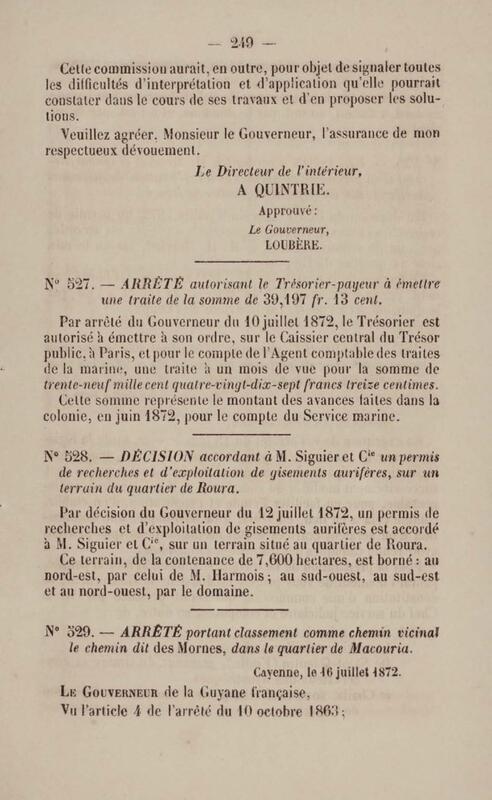 — 249 —
Cette commission aurait, en outre, pour objet de signaler toutes
les difficultés d'interprétation et d'application qu'elle pourrait
constater dans le cours de ses travaux et d'en proposer les solu-
tions.
Veuillez agréer, Monsieur le Gouverneur, l'assurance de mon
respectueux dévouement.
Le Directeur de l'intérieur,
A QUINTRIE.
Approuvé :
Le Gouverneur,
LOUBÈRE.
N° 527. — ARRÊTÉ autorisant le Trésorier-payeur à émettre
une traite de la somme de 39,197 fr. 13 cent.
Par arrêté du Gouverneur du 10 juillet 1872, le Trésorier est
autorisé à émettre à son ordre, sur le Caissier central du Trésor
public, à Paris, et pour le compte de l'Agent comptable des traites
de la marine, une traite à un mois de vue pour la somme de
trente-neuf mille cent quatre-vingt-dix-sept francs treize centimes.
Cette somme représente le montant des avances faites dans la
colonie, en juin 1872, pour le compte du Service marine.
N° 528. — DÉCISION accordant à M. Siguier et Cie un permis
de recherches et d'exploitation de gisements aurifères, sur un
terrain du quartier de Roura.
Par décision du Gouverneur du 12 juillet 1872, un permis de
recherches et d'exploitation de gisements aurifères est accordé
à M. Siguier et Cie, sur un terrain situé au quartier de Roura.
Ce terrain, de la contenance de 7,600 hectares, est borné : au
nord-est, par celui de M. Harmois ; au sud-ouest, au sud-est
et au nord-ouest, par le domaine.
N° 529. — ARRÊTÉ portant classement comme chemin vicinal
le chemin dit des Mornes, dans le quartier de Macouria.
Cayenne, le 16 juillet 1872.
LE GOUVERNEUR de la Guyane française,
Vu l'article 4 de l'arrêté du 10 octobre 1863 ;